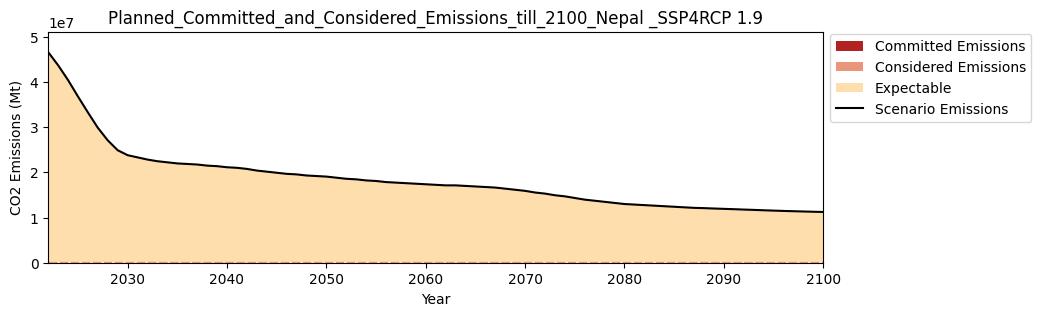 Planned_Committed_and_Considered_Emissions_till_2100_Nepal _SSP4RCP 1.9
1e7
CO2 Emissions (Mt)
5
4
3
2
1
0
2030 2040 2050 2060 2070 2080 2090 2100
Year
Committed Emissions
Considered Emissions
Expectable
Scenario Emissions